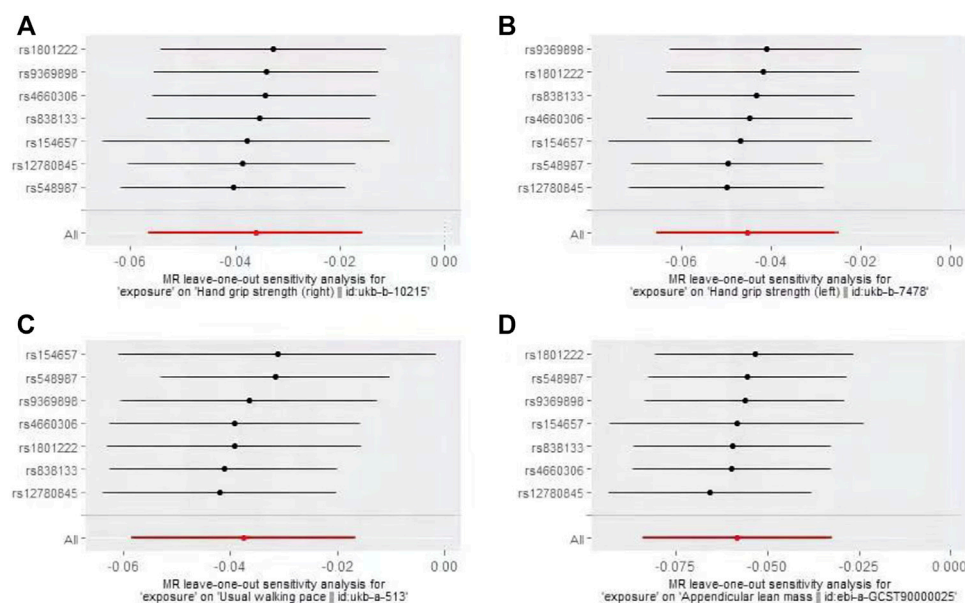 A
rs1801222
rs9369898
rs4660306
rs838133
rs154657
rs12780845
rs548987
All
-0.06 -0.04 -0.02 0.00
MR leave-one-out sensitivity analysis for
'exposure' on 'Hand grip strength (right) || id:ukb-b-10215'
B
rs9369898
rs1801222
rs838133
rs4660306
rs154657
rs548987
rs12780845
All
-0.06 -0.04 -0.02 0.00
MR leave-one-out sensitivity analysis for
'exposure' on 'Hand grip strength (left) || id:ukb-b-7478'
C
rs154657
rs548987
rs9369898
rs4660306
rs1801222
rs838133
rs12780845
All
-0.06 -0.04 -0.02 0.00
MR leave-one-out sensitivity analysis for
'exposure' on 'Usual walking pace || id:ukb-a-513'
D
rs1801222
rs548987
rs9369898
rs154657
rs838133
rs4660306
rs12780845
All
-0.075 -0.050 -0.025 0.000
MR leave-one-out sensitivity analysis for
'exposure' on 'Appendicular lean mass || id:ebi-a-GCST90000025'